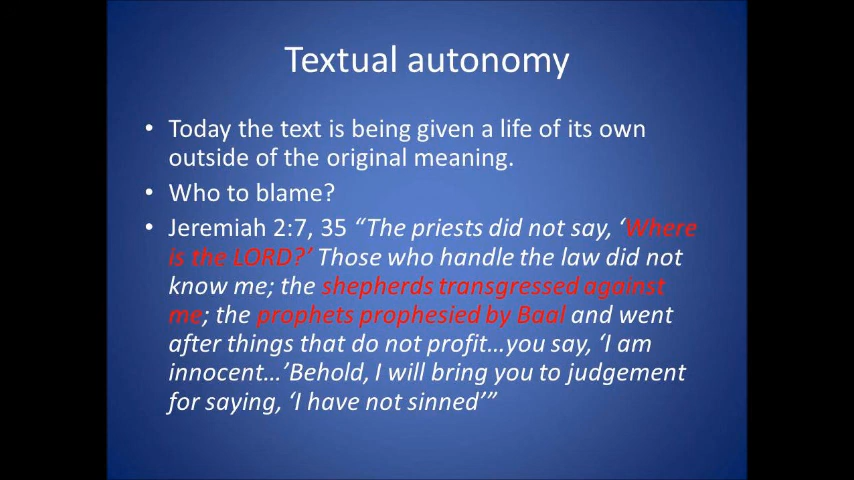 Textual autonomy
• Today the text is being given a life of its own
outside of the original meaning.
• Who to blame?
• Jeremiah 2:7, 35 “The priests did not say, ‘Where
is the LORD?’ Those who handle the law did not
know me; the shepherds transgressed against
me; the prophets prophesied by Baal and went
after things that do not profit…you say, ‘I am
innocent…’Behold, I will bring you to judgement
for saying, ‘I have not sinned’”